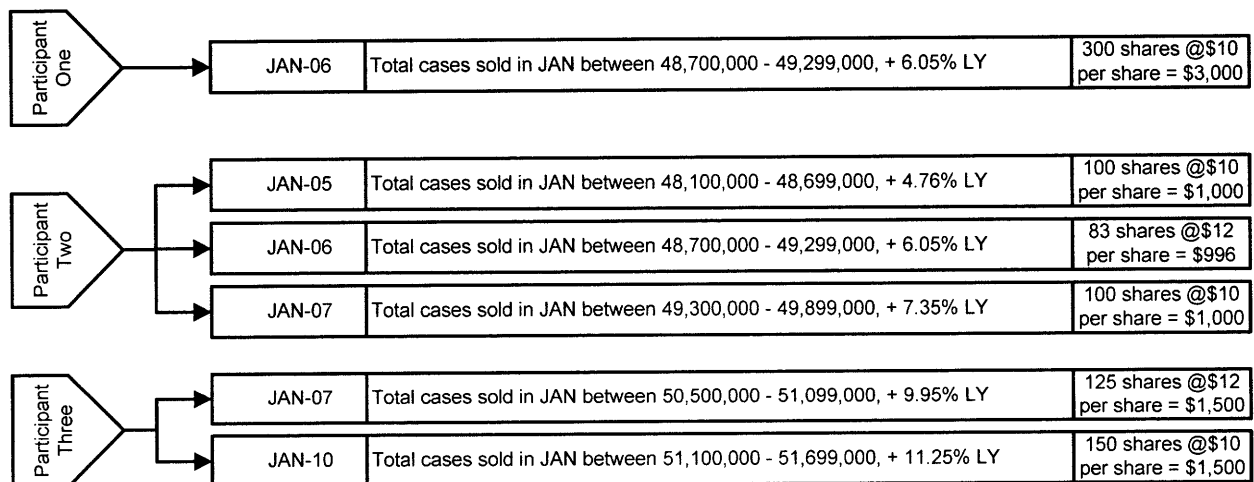 Participant
One
JAN-06
Total cases sold in JAN between 48,700,000 - 49,299,000, + 6.05% LY
300 shares @$10
per share = $3,000
Participant
Two
JAN-05
Total cases sold in JAN between 48,100,000 - 48,699,000, + 4.76% LY
100 shares @$10
per share = $1,000
JAN-06
Total cases sold in JAN between 48,700,000 - 49,299,000, + 6.05% LY
83 shares @$12
per share = $996
JAN-07
Total cases sold in JAN between 49,300,000 - 49,899,000, + 7.35% LY
100 shares @$10
per share = $1,000
Participant
Three
JAN-07
Total cases sold in JAN between 50,500,000 - 51,099,000, + 9.95% LY
125 shares @$12
per share = $1,500
JAN-10
Total cases sold in JAN between 51,100,000 - 51,699,000, + 11.25% LY
150 shares @$10
per share = $1,500